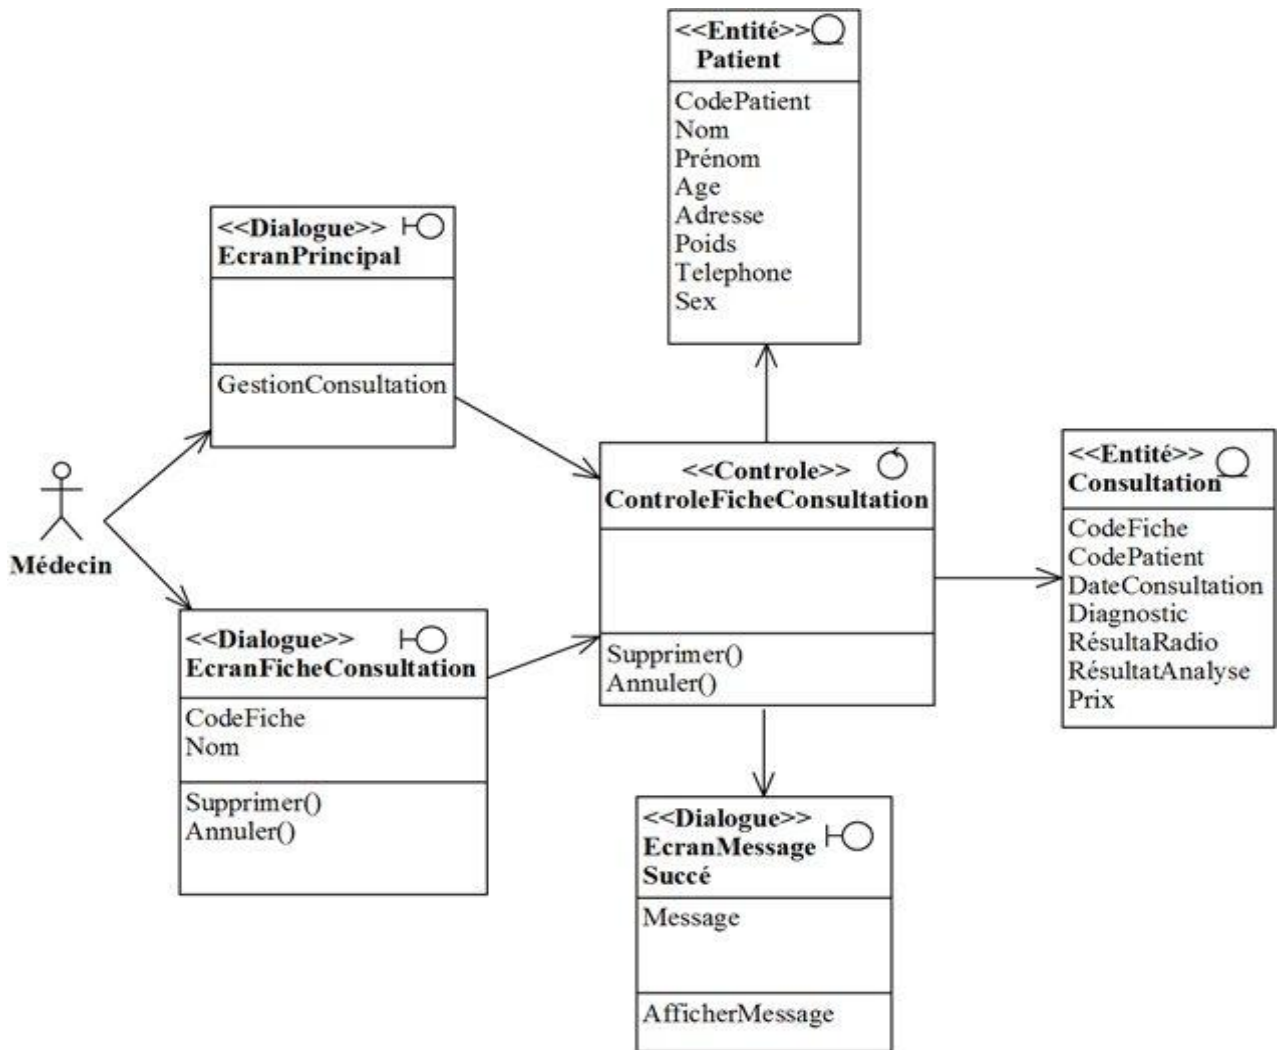 <<Entité>>
Patient
CodePatient
Nom
Prénom
Age
Adresse
Poids
Telephone
Sex
<<Dialogue>>
EcranPrincipal
GestionConsultation
Médecin
<<Dialogue>>
EcranFicheConsultation
CodeFiche
Nom
Supprimer()
Annuler()
<<Controle>>
ControleFicheConsultation
Supprimer()
Annuler()
<<Entité>>
Consultation
CodeFiche
CodePatient
DateConsultation
Diagnostic
RésultaRadio
RésultatAnalyse
Prix
<<Dialogue>>
EcranMessage
Succé
Message
AfficherMessage